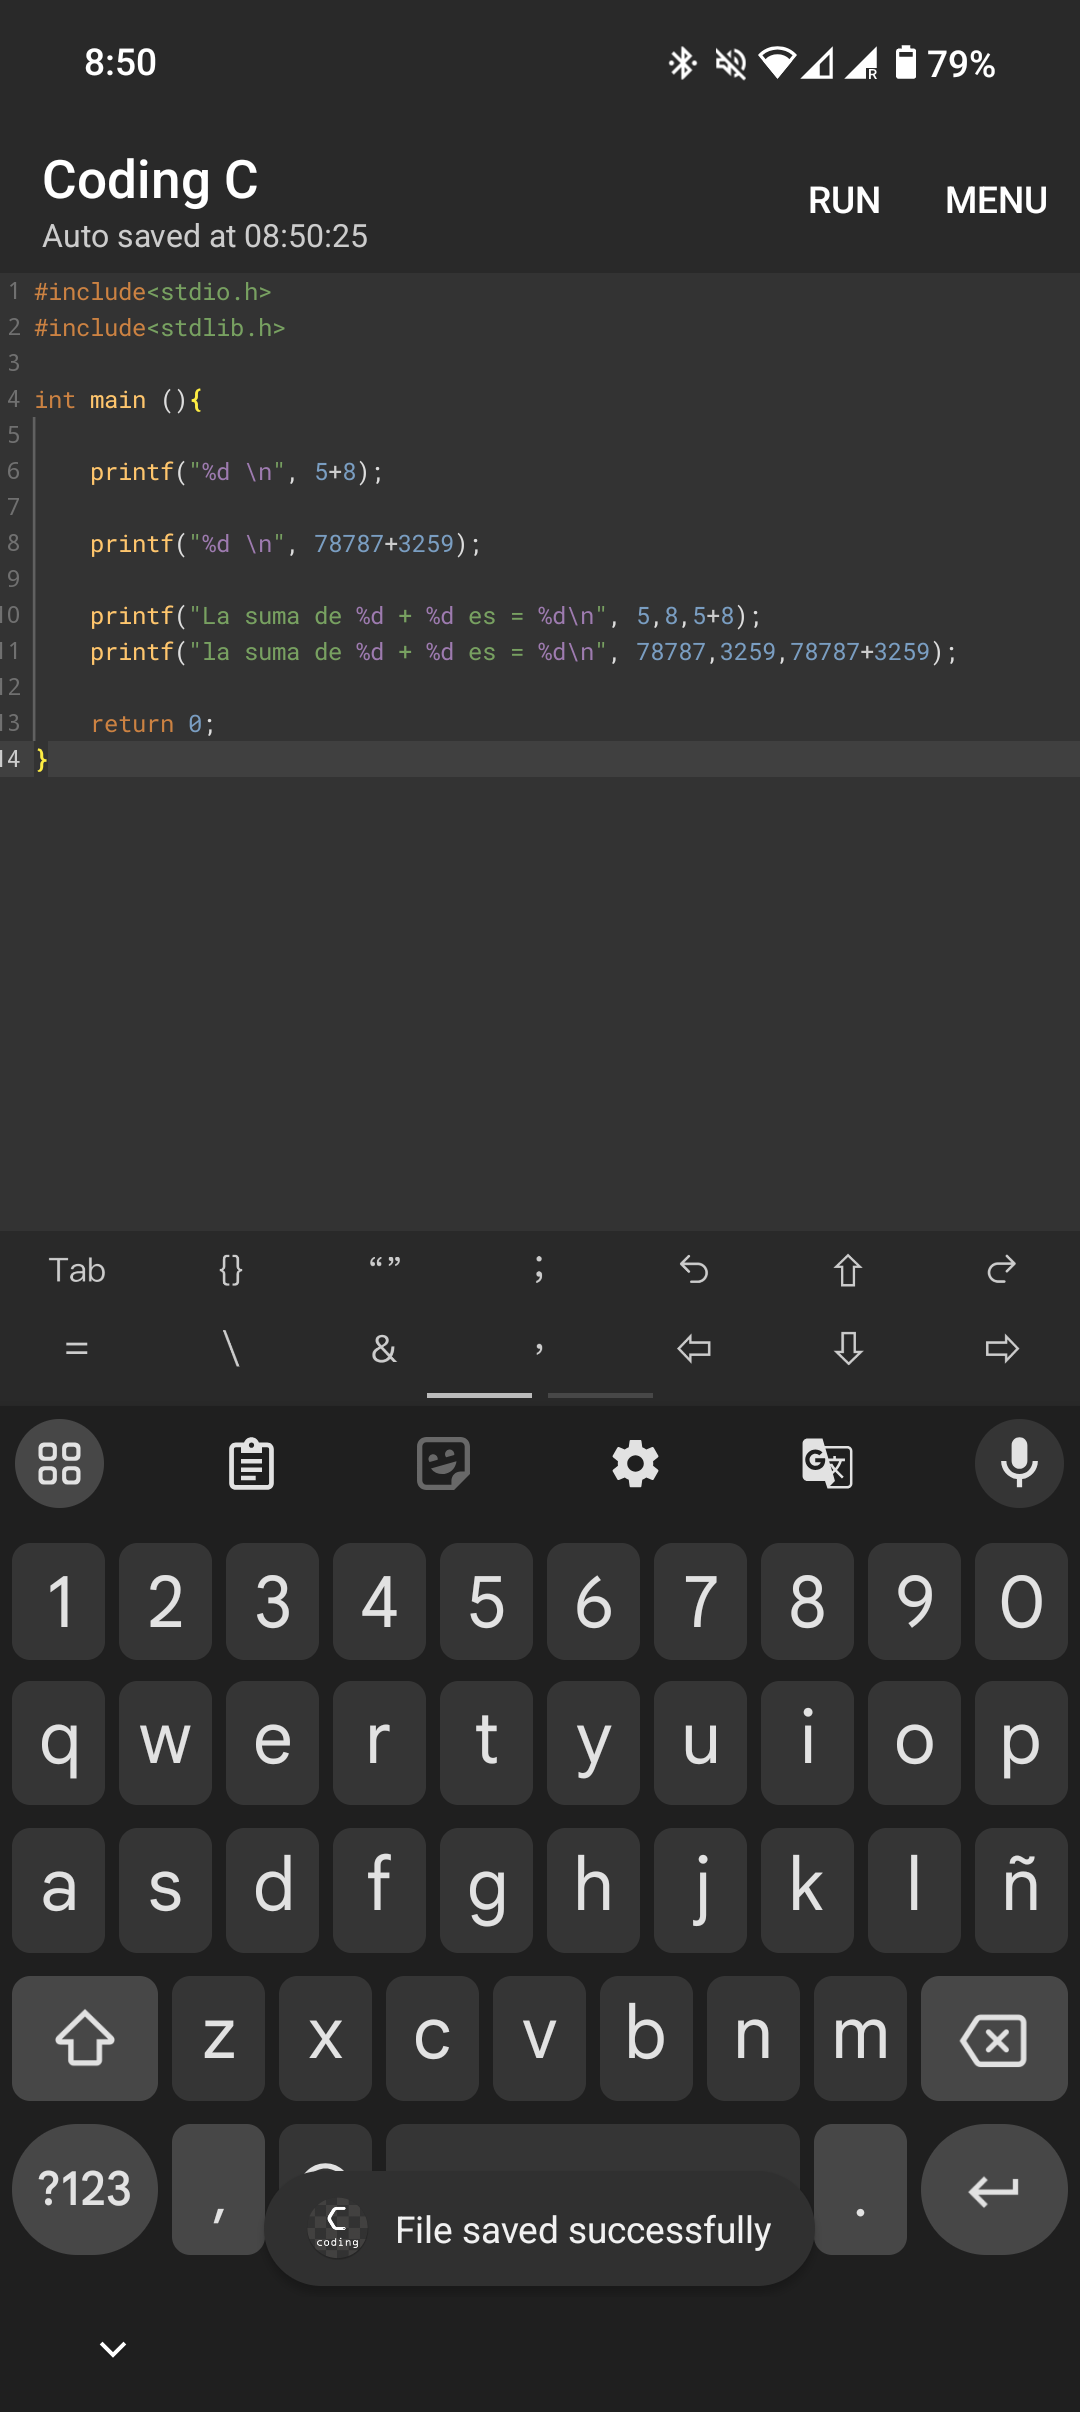 8:50 R 79%
Coding C
RUN MENU
Auto saved at 08:50:25
1 #include<stdio.h>
2 #include<stdlib.h>
3
4 int main (){
5
6 printf("%d \n", 5+8);
7
8 printf("%d \n", 78787+3259);
9
10 printf("La suma de %d + %d es = %d\n", 5,8,5+8);
11 printf("la suma de %d + %d es = %d\n", 78787,3259,78787+3259);
12
13 return 0;
14 }
Tab {} “” ;
= \ & ,
1 2 3 4 5 6 7 8 9 0
q w e r t y u i o p
a s d f g h j k l ñ
z x c v b n m
?123 , .
coding
File saved successfully